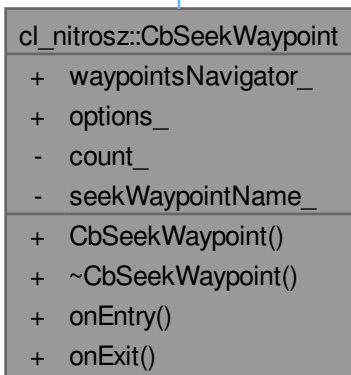 cl_nitrosz::CbSeekWaypoint
+ waypointsNavigator_
+ options_
- count_
- seekWaypointName_
+ CbSeekWaypoint()
+ ~CbSeekWaypoint()
+ onEntry()
+ onExit()